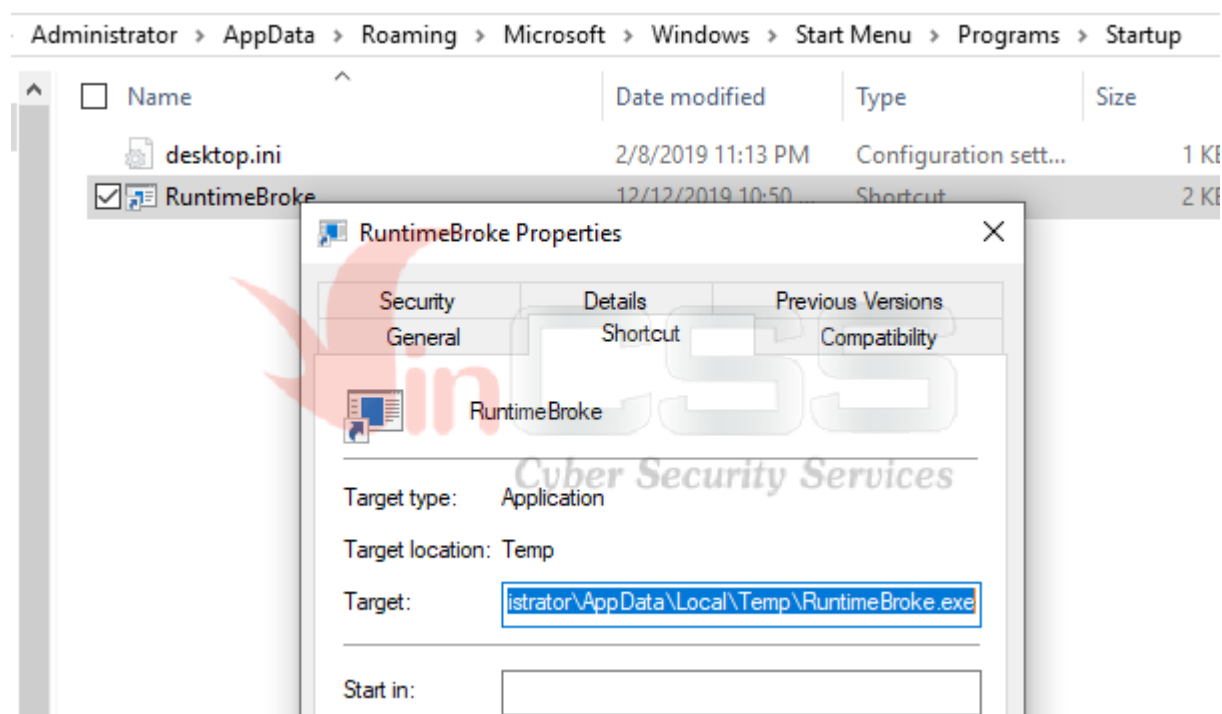 Administrator > AppData > Roaming > Microsoft > Windows > Start Menu > Programs > Startup
Name Date modified Type Size
desktop.ini 2/8/2019 11:13 PM Configuration sett... 1 KB
RuntimeBroke 12/12/2019 10:50 ... Shortcut 2 KB
RuntimeBroke Properties
Security Details Previous Versions
General Shortcut Compatibility
RuntimeBroke
VinCSS
Cyber Security Services
Target type: Application
Target location: Temp
Target: istrator\AppData\Local\Temp\RuntimeBroke.exe
Start in: